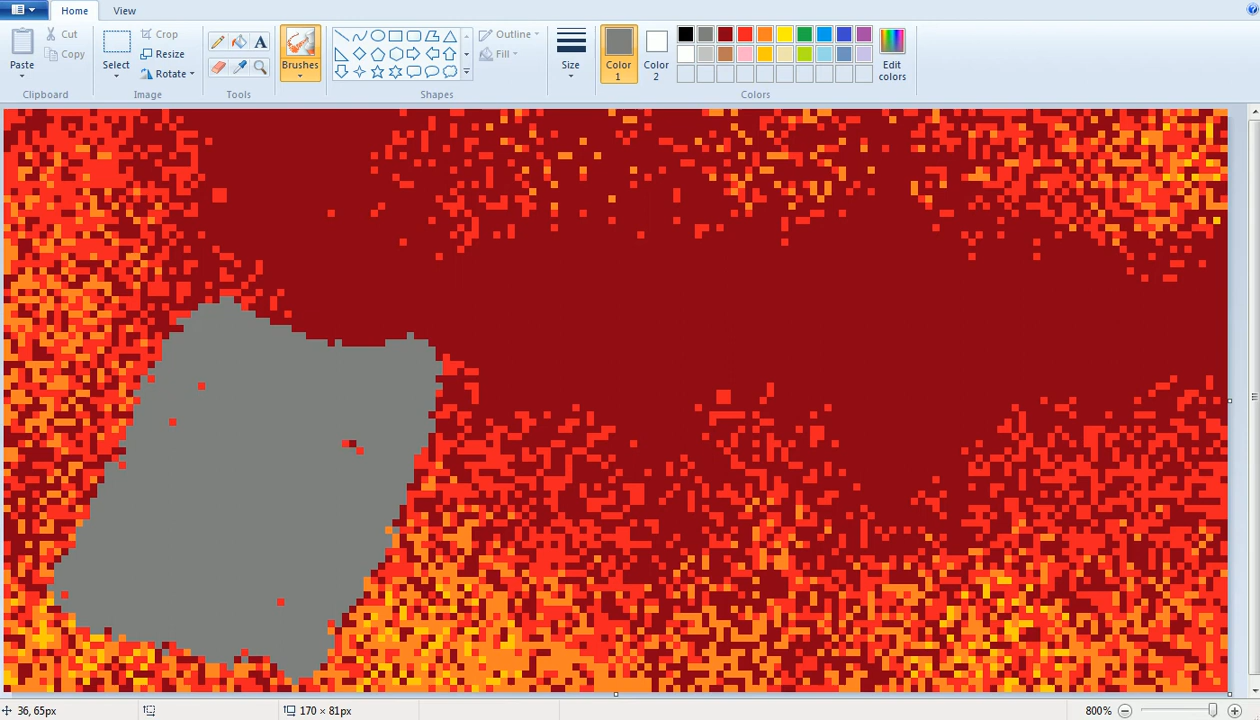 Home View
Cut
Copy
Paste
Clipboard
Select
Crop
Resize
Rotate
Image
A
Tools
Brushes
Outline
Fill
Shapes
Size
Color 1
Color 2
Edit colors
Colors
36, 65px
170 × 81px
800%